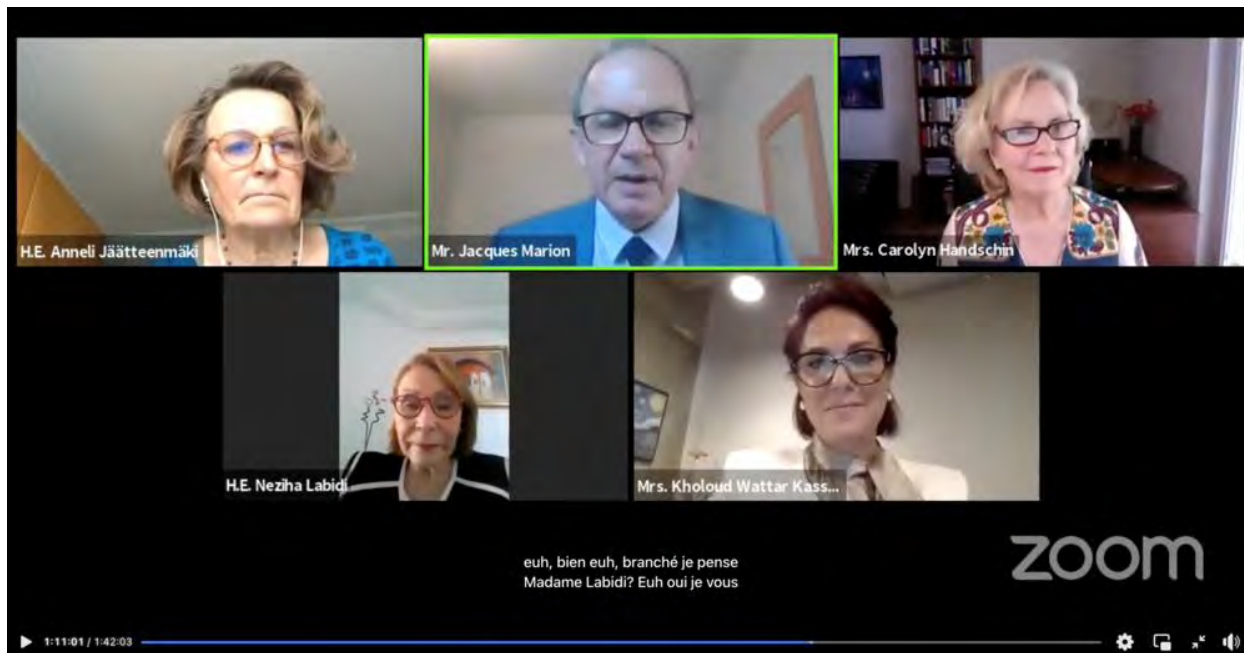 H.E. Anneli Jäätteenmäki
Mr. Jacques Marion
Mrs. Carolyn Handschin
H.E. Neziha Labidi
Mrs. Kholoud Wattar Kass...
euh, bien euh, branché je pense
Madame Labidi? Euh oui je vous
zoom
1:11:01 / 1:42:03